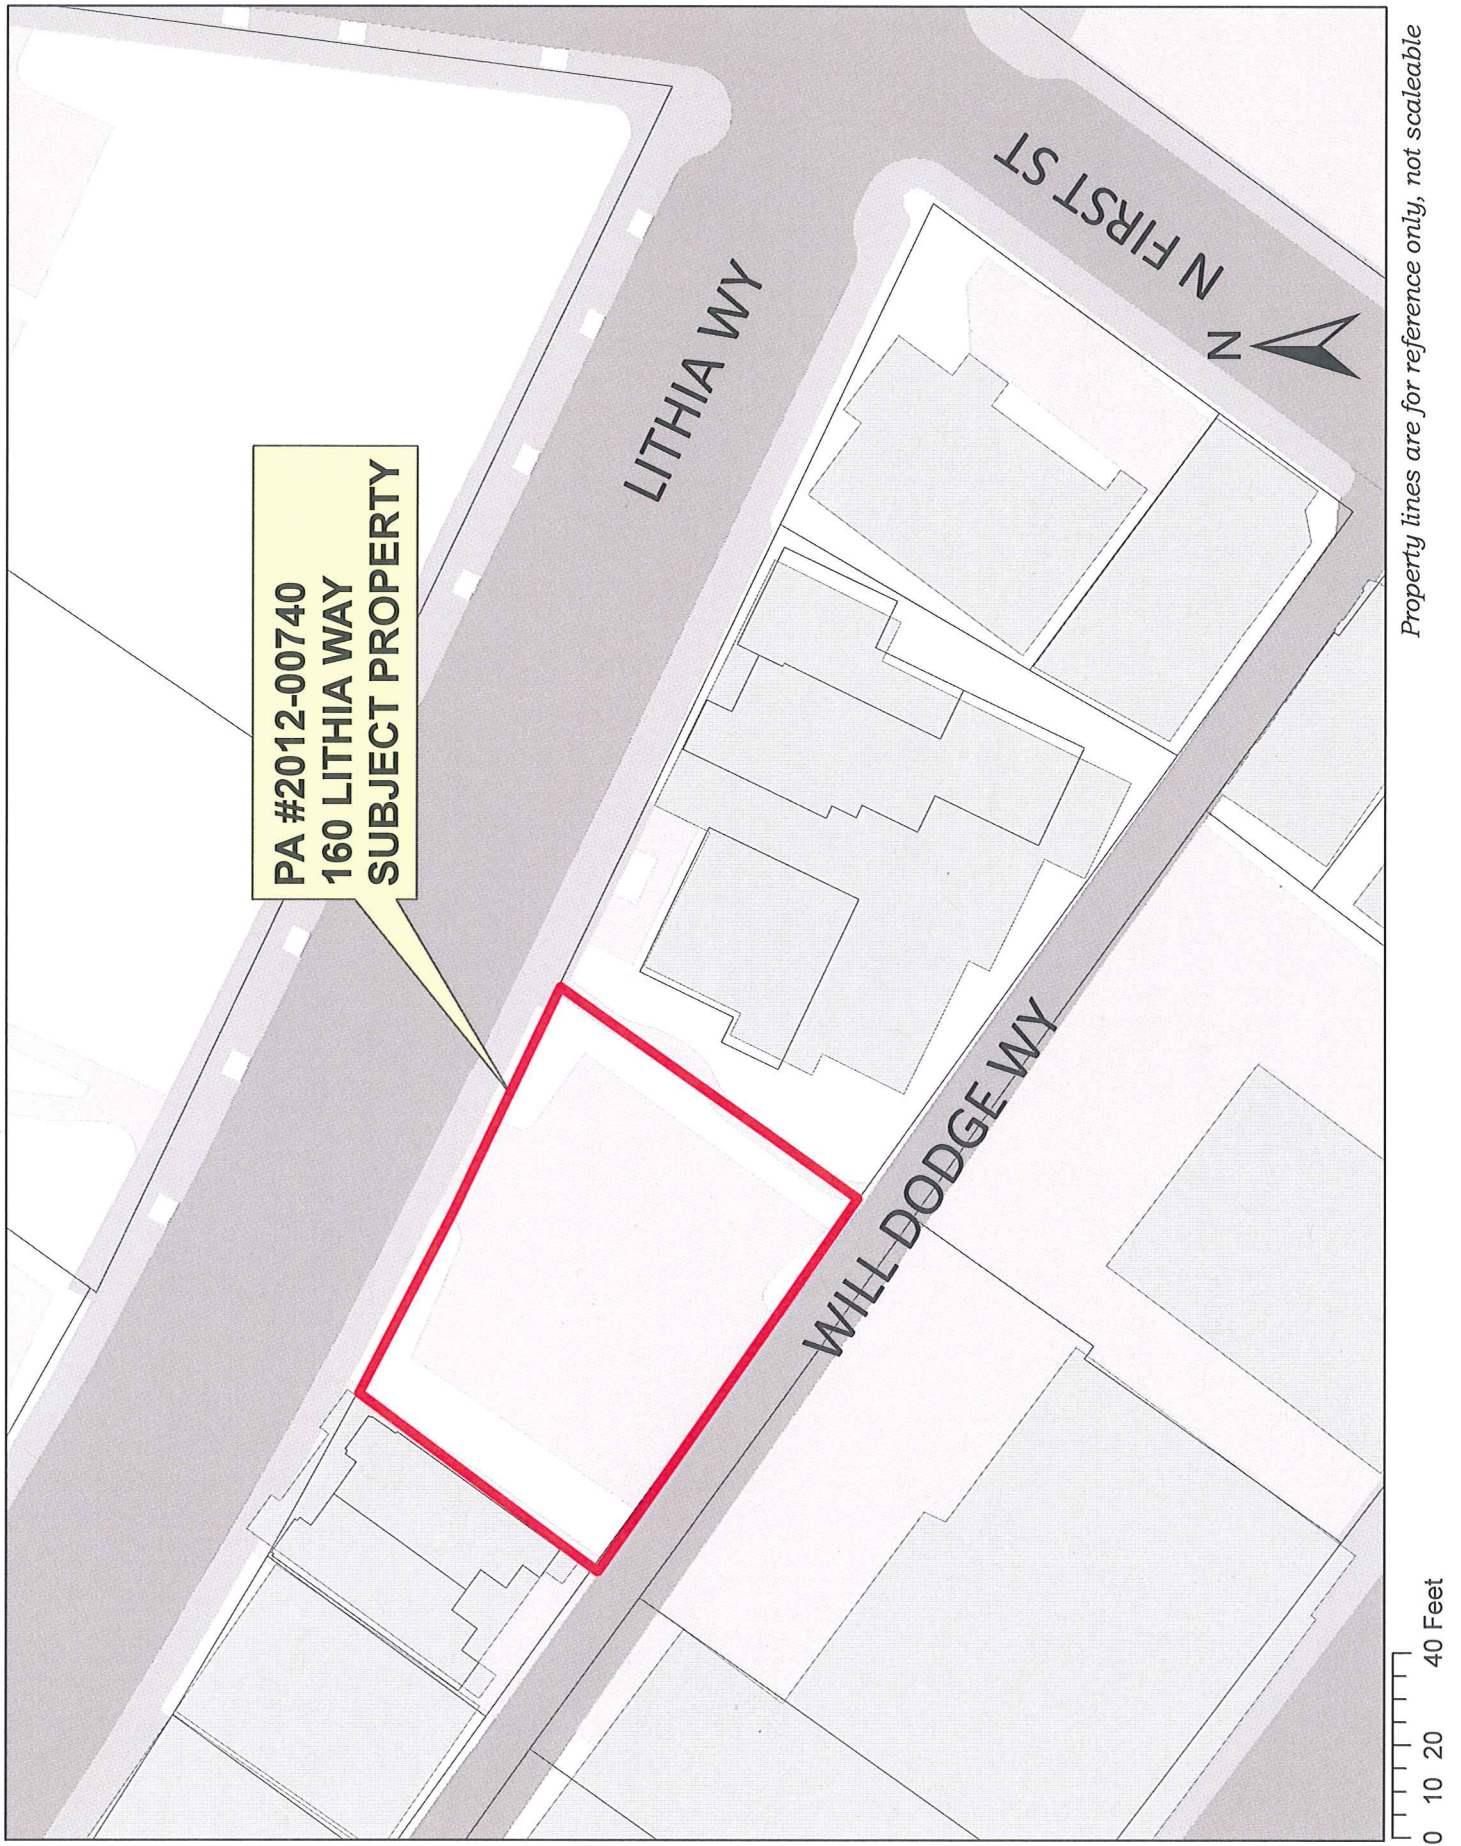 PA #2012-00740
160 LITHIA WAY
SUBJECT PROPERTY
LITHIA WY
N FIRST ST
N
WILL DODGE WY
0 10 20 40 Feet
Property lines are for reference only, not scaleable